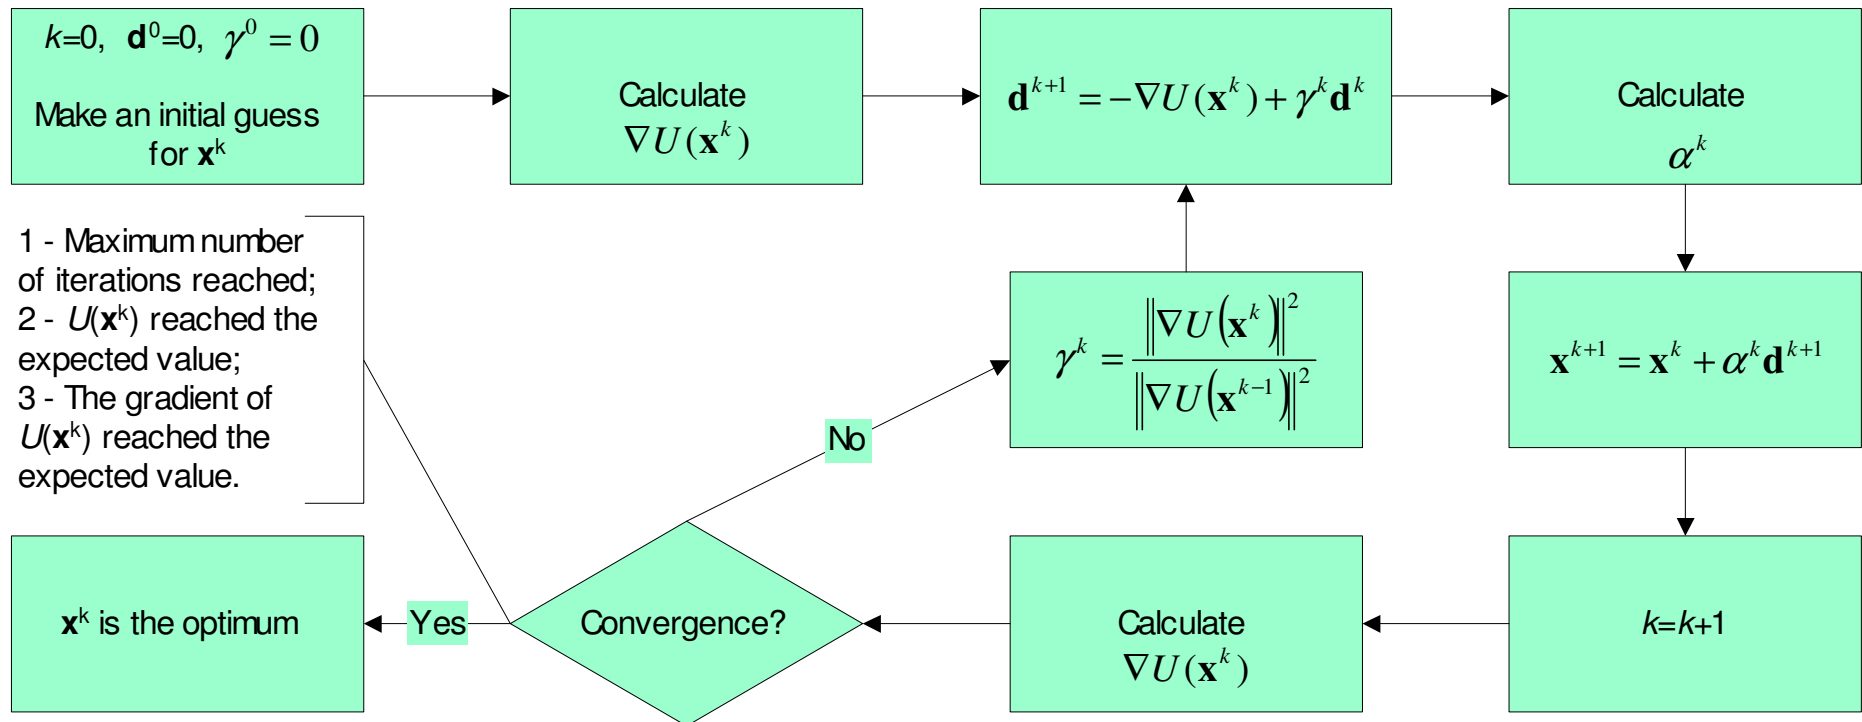 k=0, d⁰=0, γ⁰ = 0
Make an initial guess
for xᵏ
Calculate
∇U(xᵏ)
dᵏ⁺¹ = −∇U(xᵏ) + γᵏdᵏ
Calculate
αᵏ
1 - Maximum number
of iterations reached;
2 - U(xᵏ) reached the
expected value;
3 - The gradient of
U(xᵏ) reached the
expected value.
γᵏ = ‖∇U(xᵏ)‖² / ‖∇U(xᵏ⁻¹)‖²
xᵏ⁺¹ = xᵏ + αᵏdᵏ⁺¹
No
xᵏ is the optimum
Yes
Convergence?
Calculate
∇U(xᵏ)
k=k+1